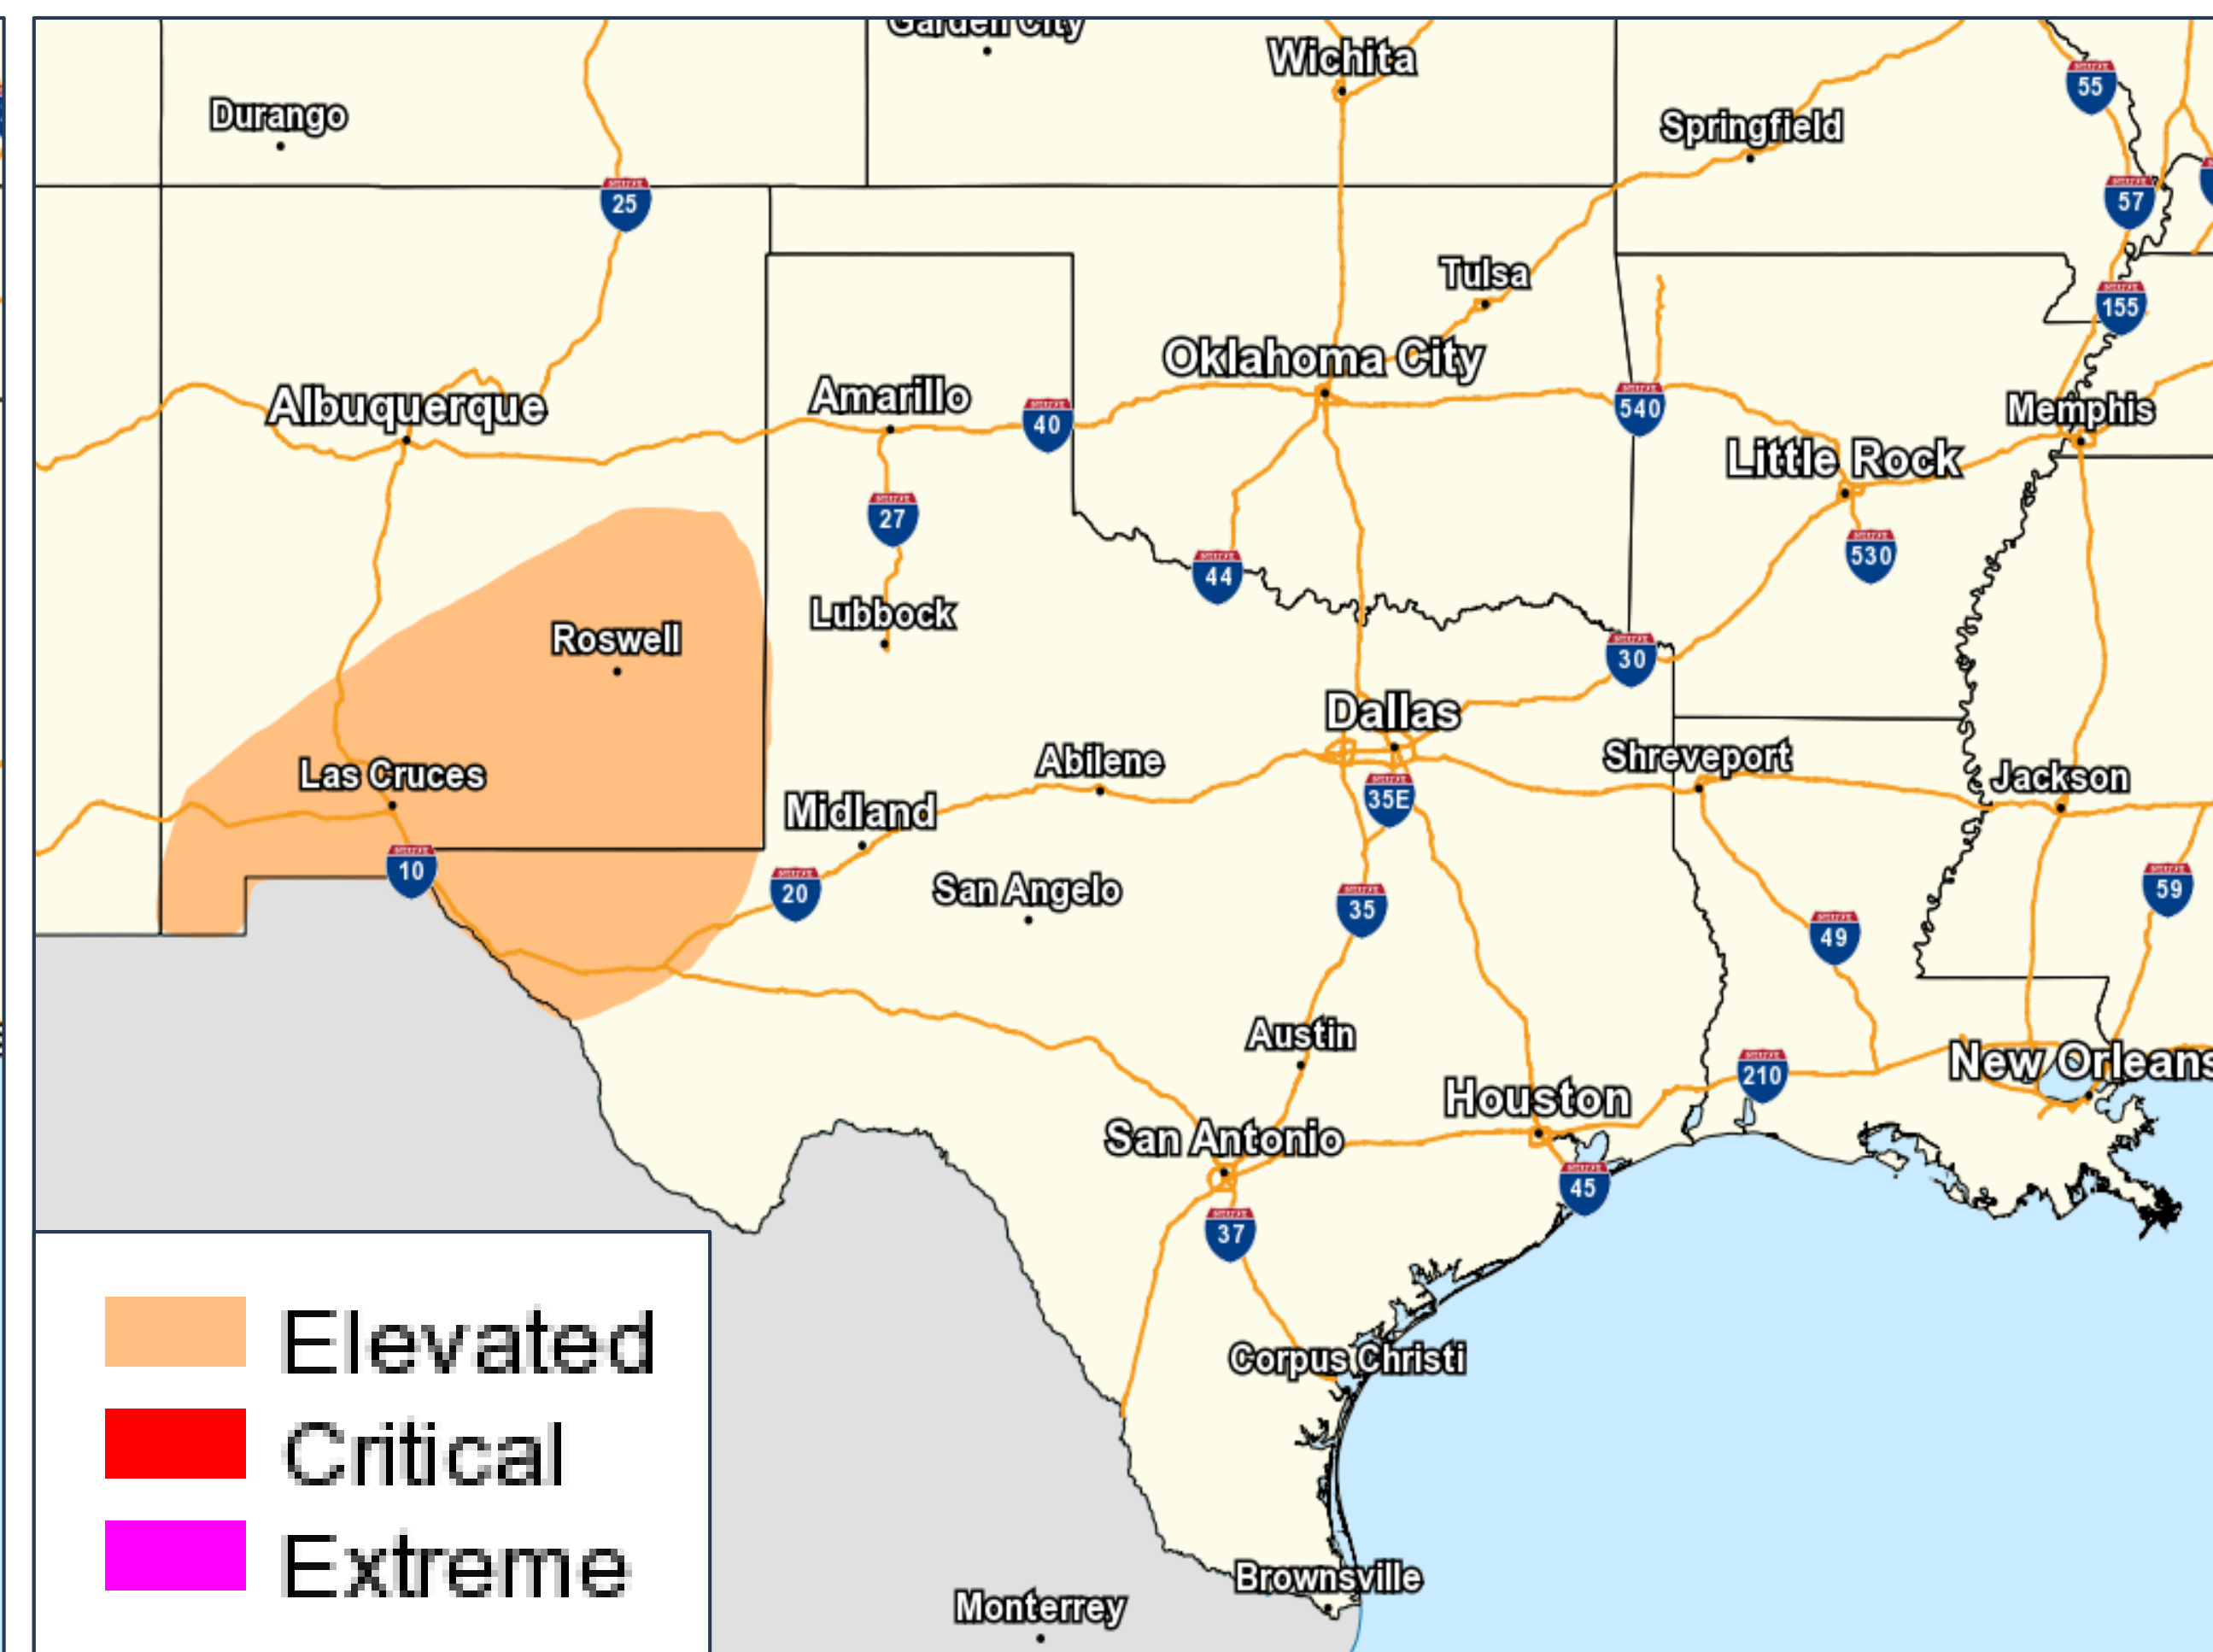 Garden City
Wichita
55
Durango
Springfield
25
57
Tulsa
155
Oklahoma City
Albuquerque
Amarillo
40
540
Memphis
Little Rock
27
530
44
Lubbock
Roswell
30
Dallas
Las Cruces
Abilene
Shreveport
Jackson
35E
Midland
10
20
San Angelo
35
59
49
Austin
New Orleans
210
Houston
San Antonio
45
37
Elevated
Corpus Christi
Critical
Extreme
Brownsville
Monterrey